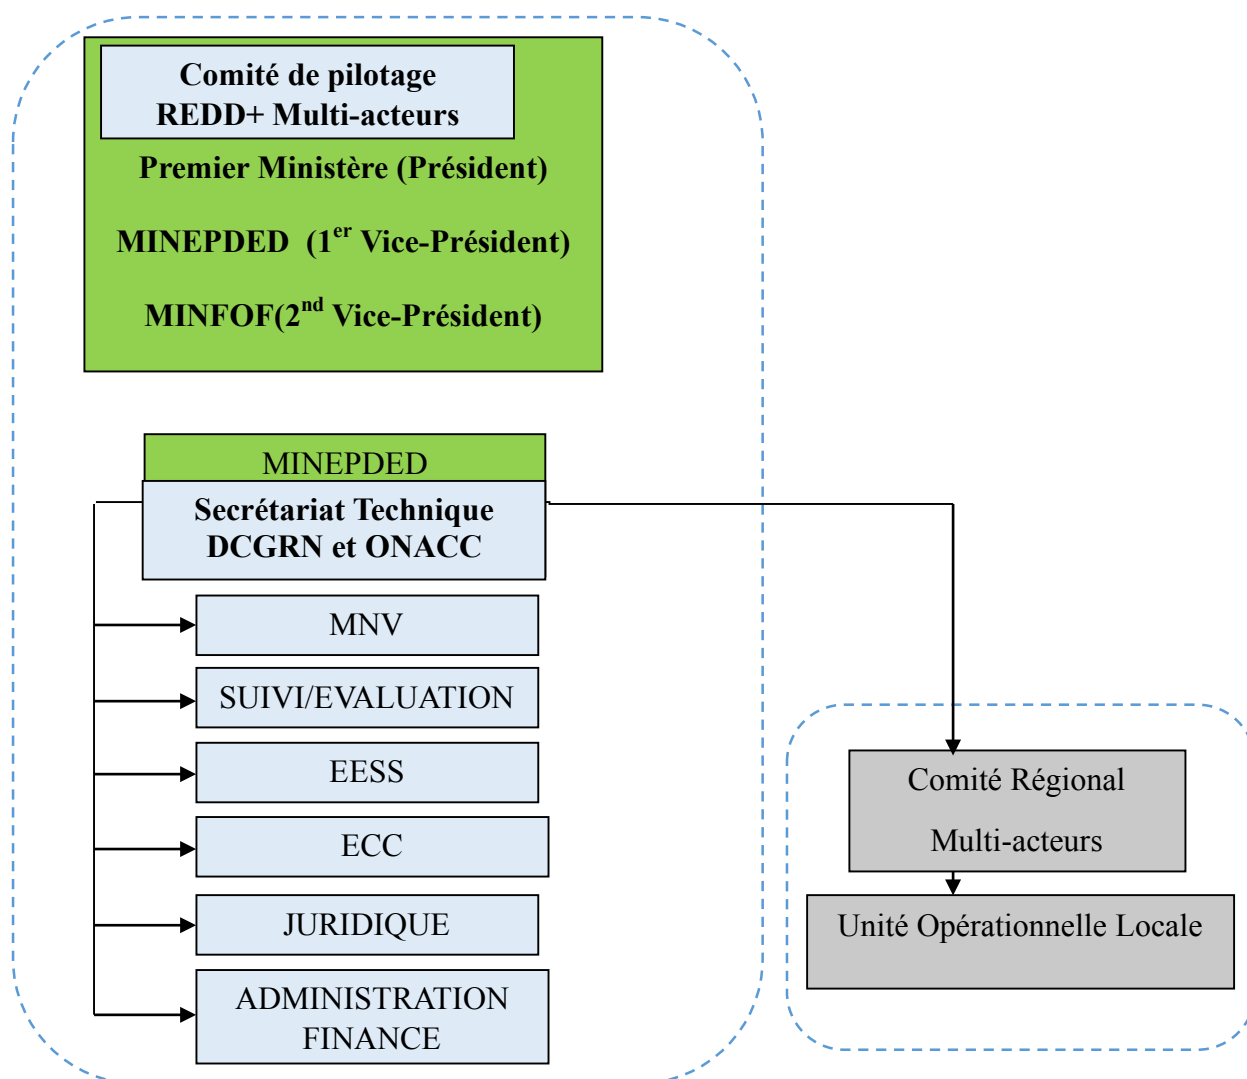 Comité de pilotage
REDD+ Multi-acteurs
Premier Ministère (Président)
MINEPDED (1er Vice-Président)
MINFOF(2nd Vice-Président)
MINEPDED
Secrétariat Technique
DCGRN et ONACC
MNV
SUIVI/EVALUATION
EESS
ECC
JURIDIQUE
ADMINISTRATION
FINANCE
Comité Régional
Multi-acteurs
Unité Opérationnelle Locale